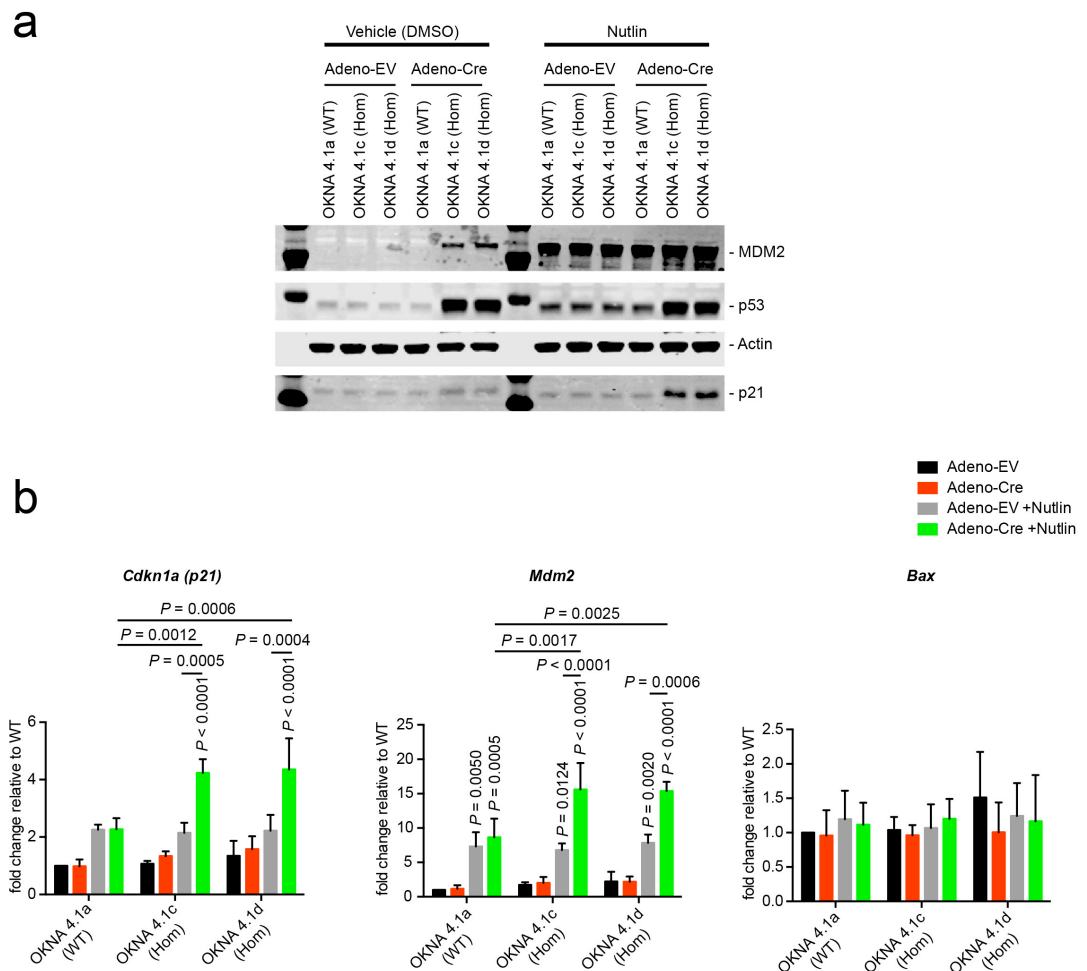 a
Vehicle (DMSO)
Nutlin
Adeno-EV
Adeno-Cre
Adeno-EV
Adeno-Cre
OKNA 4.1a (WT)
OKNA 4.1c (Hom)
OKNA 4.1d (Hom)
OKNA 4.1a (WT)
OKNA 4.1c (Hom)
OKNA 4.1d (Hom)
OKNA 4.1a (WT)
OKNA 4.1c (Hom)
OKNA 4.1d (Hom)
OKNA 4.1a (WT)
OKNA 4.1c (Hom)
OKNA 4.1d (Hom)
- MDM2
- p53
- Actin
- p21
b
Adeno-EV
Adeno-Cre
Adeno-EV +Nutlin
Adeno-Cre +Nutlin
Cdkn1a (p21)
P = 0.0006
P = 0.0012
P = 0.0004
P = 0.0005
P < 0.0001
P < 0.0001
fold change relative to WT
6
4
2
0
OKNA 4.1a
(WT)
OKNA 4.1c
(Hom)
OKNA 4.1d
(Hom)
Mdm2
P = 0.0025
P = 0.0017
P < 0.0001
P = 0.0006
P = 0.0050
P = 0.0005
P = 0.0124
P < 0.0001
P = 0.0020
P < 0.0001
fold change relative to WT
25
20
15
10
5
0
OKNA 4.1a
(WT)
OKNA 4.1c
(Hom)
OKNA 4.1d
(Hom)
Bax
fold change relative to WT
2.5
2.0
1.5
1.0
0.5
0.0
OKNA 4.1a
(WT)
OKNA 4.1c
(Hom)
OKNA 4.1d
(Hom)